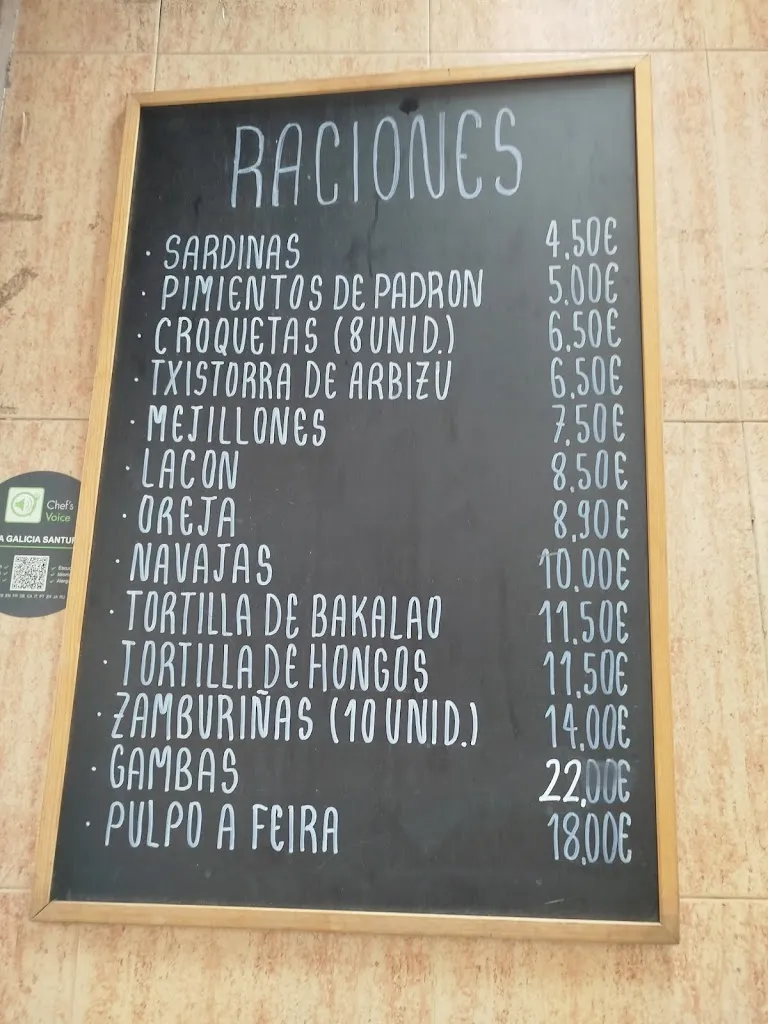 RACIONES
· SARDINAS 4,50€
· PIMIENTOS DE PADRON 5.00€
· CROQUETAS (8 UNID.) 6,50€
· TXISTORRA DE ARBIZU 6,50€
· MEJILLONES 7,50€
· LACON 8,50€
· OREJA 8,90€
· NAVAJAS 10.00€
· TORTILLA DE BAKALAO 11.50€
· TORTILLA DE HONGOS 11,50€
· ZAMBURIÑAS (10 UNID.) 14,00€
· GAMBAS 22,00€
· PULPO A FEIRA 18,00€
Chef's
Voice
A GALICIA SANTUR